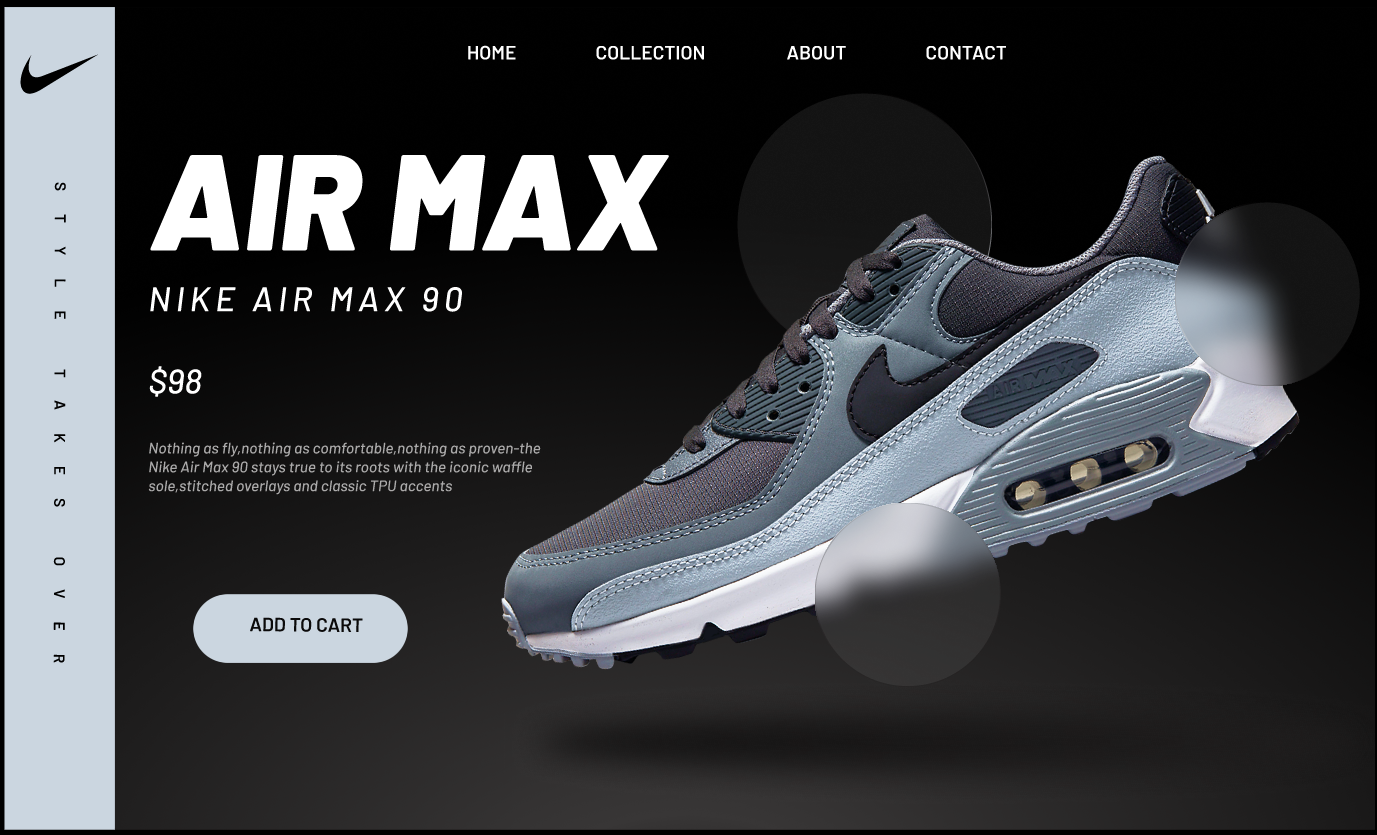 HOME COLLECTION ABOUT CONTACT
STYLE TAKES OVER
AIR MAX
NIKE AIR MAX 90
$98
Nothing as fly,nothing as comfortable,nothing as proven-the
Nike Air Max 90 stays true to its roots with the iconic waffle
sole,stitched overlays and classic TPU accents
ADD TO CART
AIR MAX